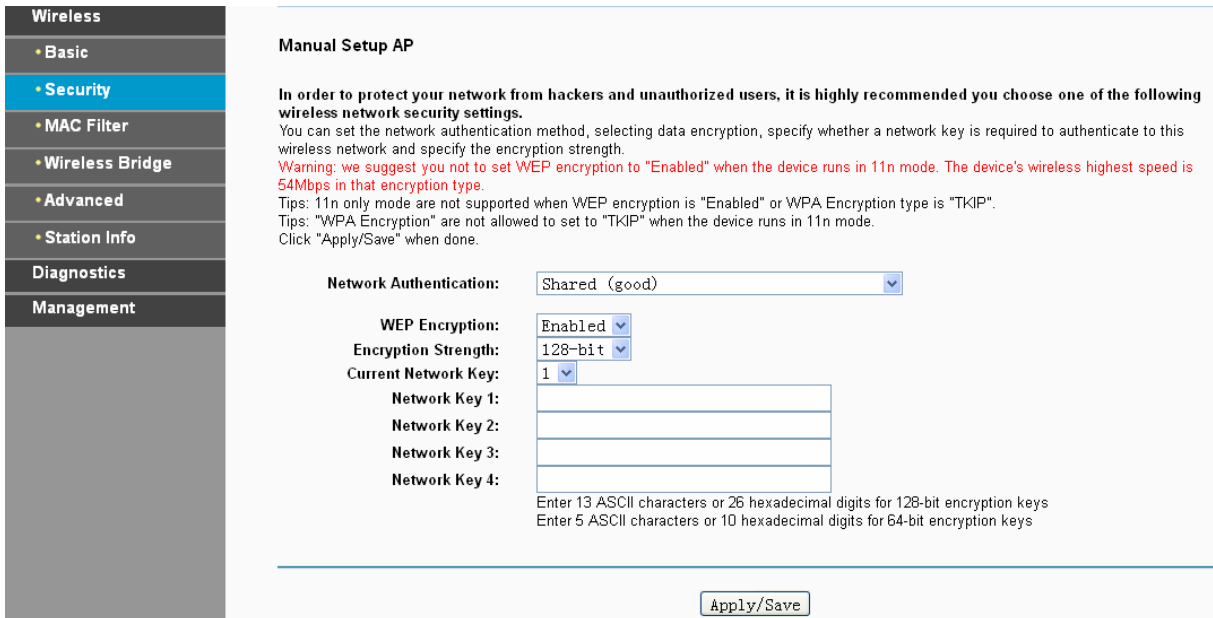 Wireless
• Basic
• Security
• MAC Filter
• Wireless Bridge
• Advanced
• Station Info
Diagnostics
Management
Manual Setup AP
In order to protect your network from hackers and unauthorized users, it is highly recommended you choose one of the following
wireless network security settings.
You can set the network authentication method, selecting data encryption, specify whether a network key is required to authenticate to this
wireless network and specify the encryption strength.
Warning: we suggest you not to set WEP encryption to "Enabled" when the device runs in 11n mode. The device's wireless highest speed is
54Mbps in that encryption type.
Tips: 11n only mode are not supported when WEP encryption is "Enabled" or WPA Encryption type is "TKIP".
Tips: "WPA Encryption" are not allowed to set to "TKIP" when the device runs in 11n mode.
Click "Apply/Save" when done.
Network Authentication: Shared (good)
WEP Encryption: Enabled
Encryption Strength: 128-bit
Current Network Key: 1
Network Key 1:
Network Key 2:
Network Key 3:
Network Key 4:
Enter 13 ASCII characters or 26 hexadecimal digits for 128-bit encryption keys
Enter 5 ASCII characters or 10 hexadecimal digits for 64-bit encryption keys
Apply/Save